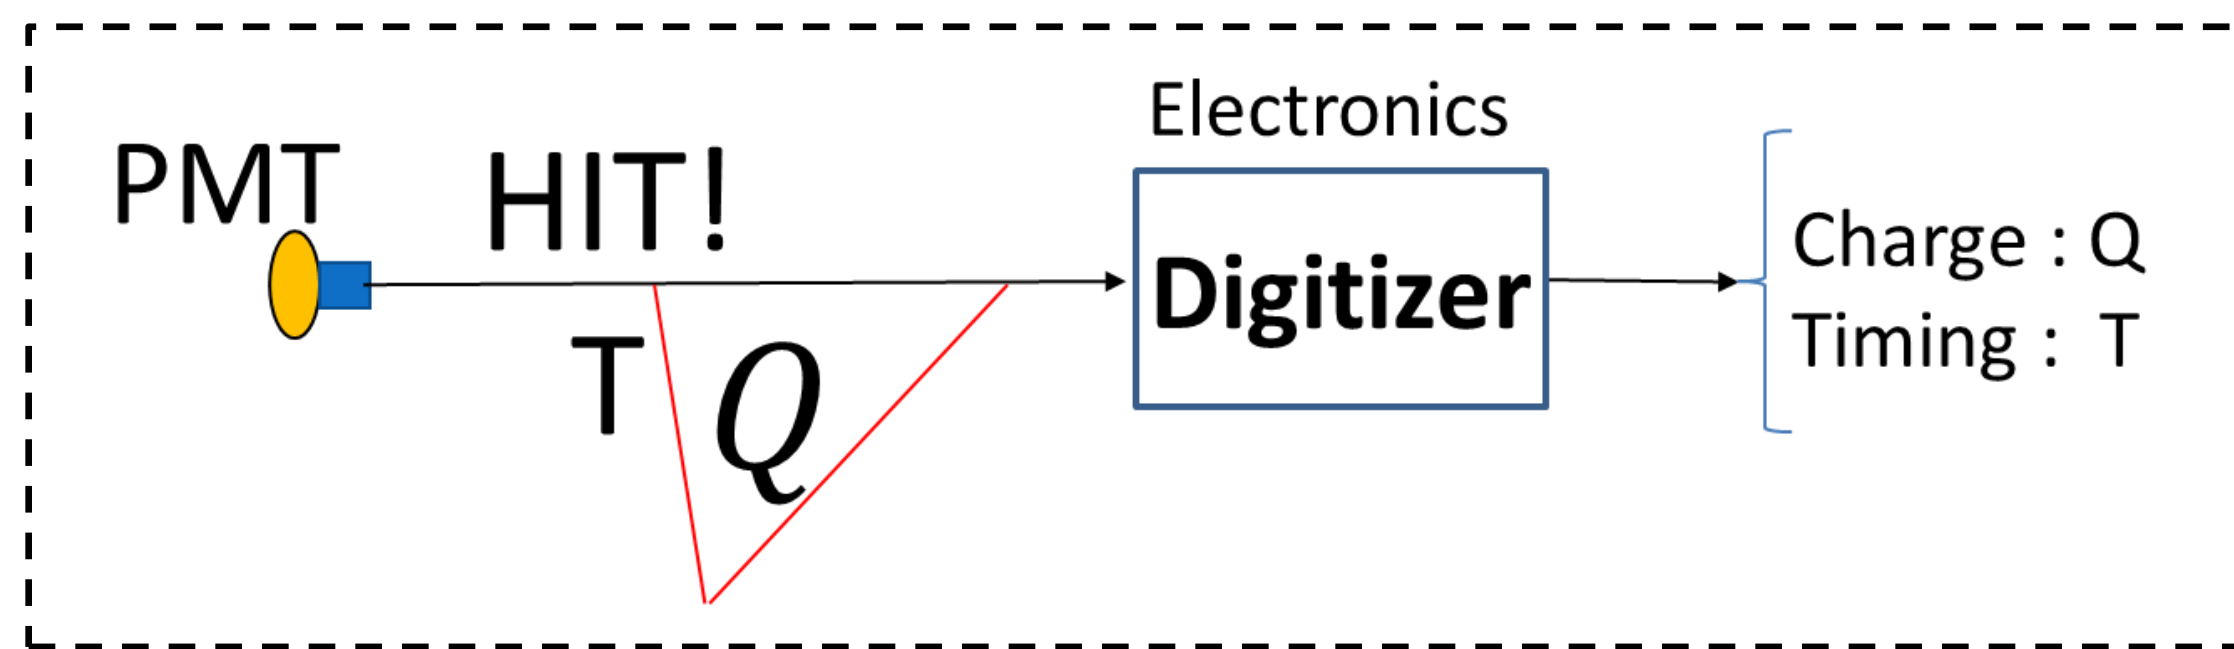 PMT
HIT!
T
Q
Electronics
Digitizer
Charge : Q
Timing : T